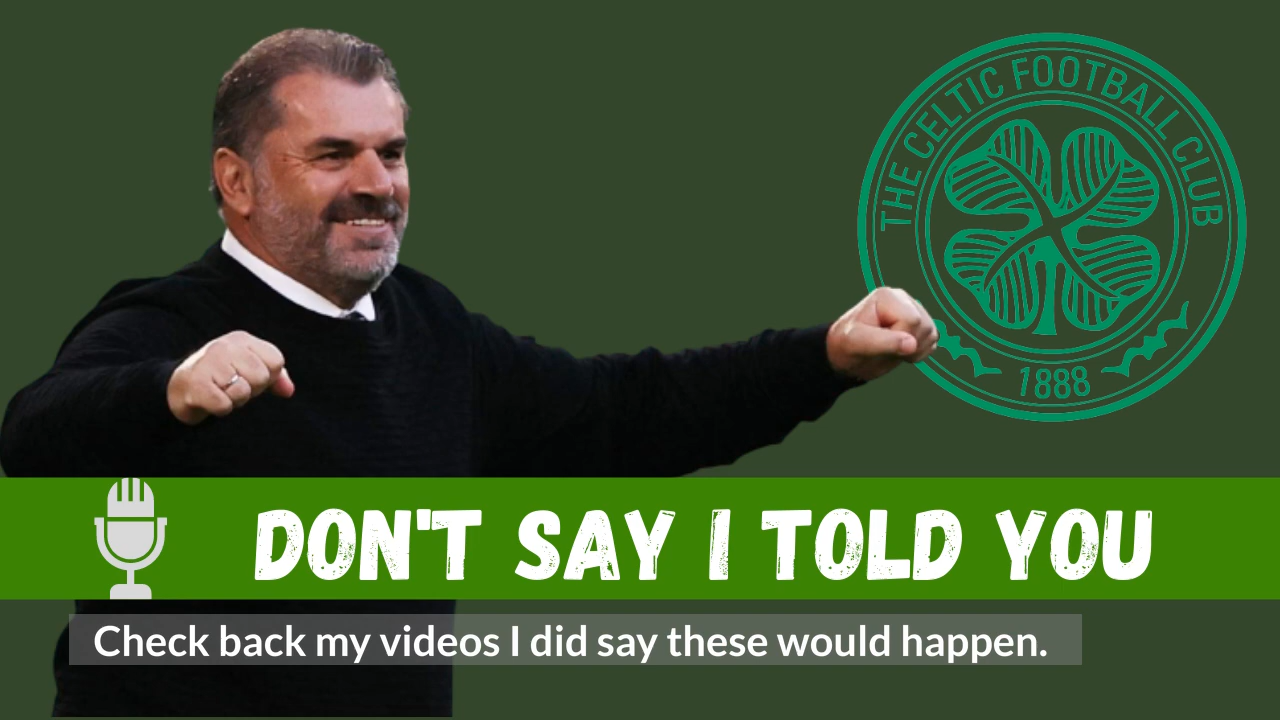 THE CELTIC FOOTBALL CLUB
1888
DON'T SAY I TOLD YOU
Check back my videos I did say these would happen.